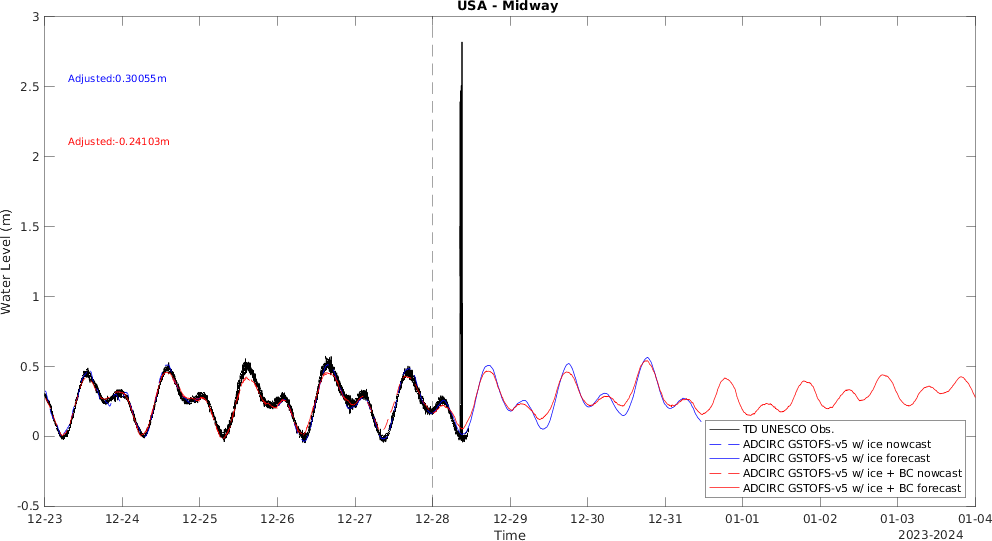 USA - Midway
3
2.5
2
1.5
1
0.5
0
-0.5
Water Level (m)
Adjusted:0.30055m
Adjusted:-0.24103m
TD UNESCO Obs.
ADCIRC GSTOFS-v5 w/ ice nowcast
ADCIRC GSTOFS-v5 w/ ice forecast
ADCIRC GSTOFS-v5 w/ ice + BC nowcast
ADCIRC GSTOFS-v5 w/ ice + BC forecast
12-23 12-24 12-25 12-26 12-27 12-28 12-29 12-30 12-31 01-01 01-02 01-03 01-04
Time
2023-2024